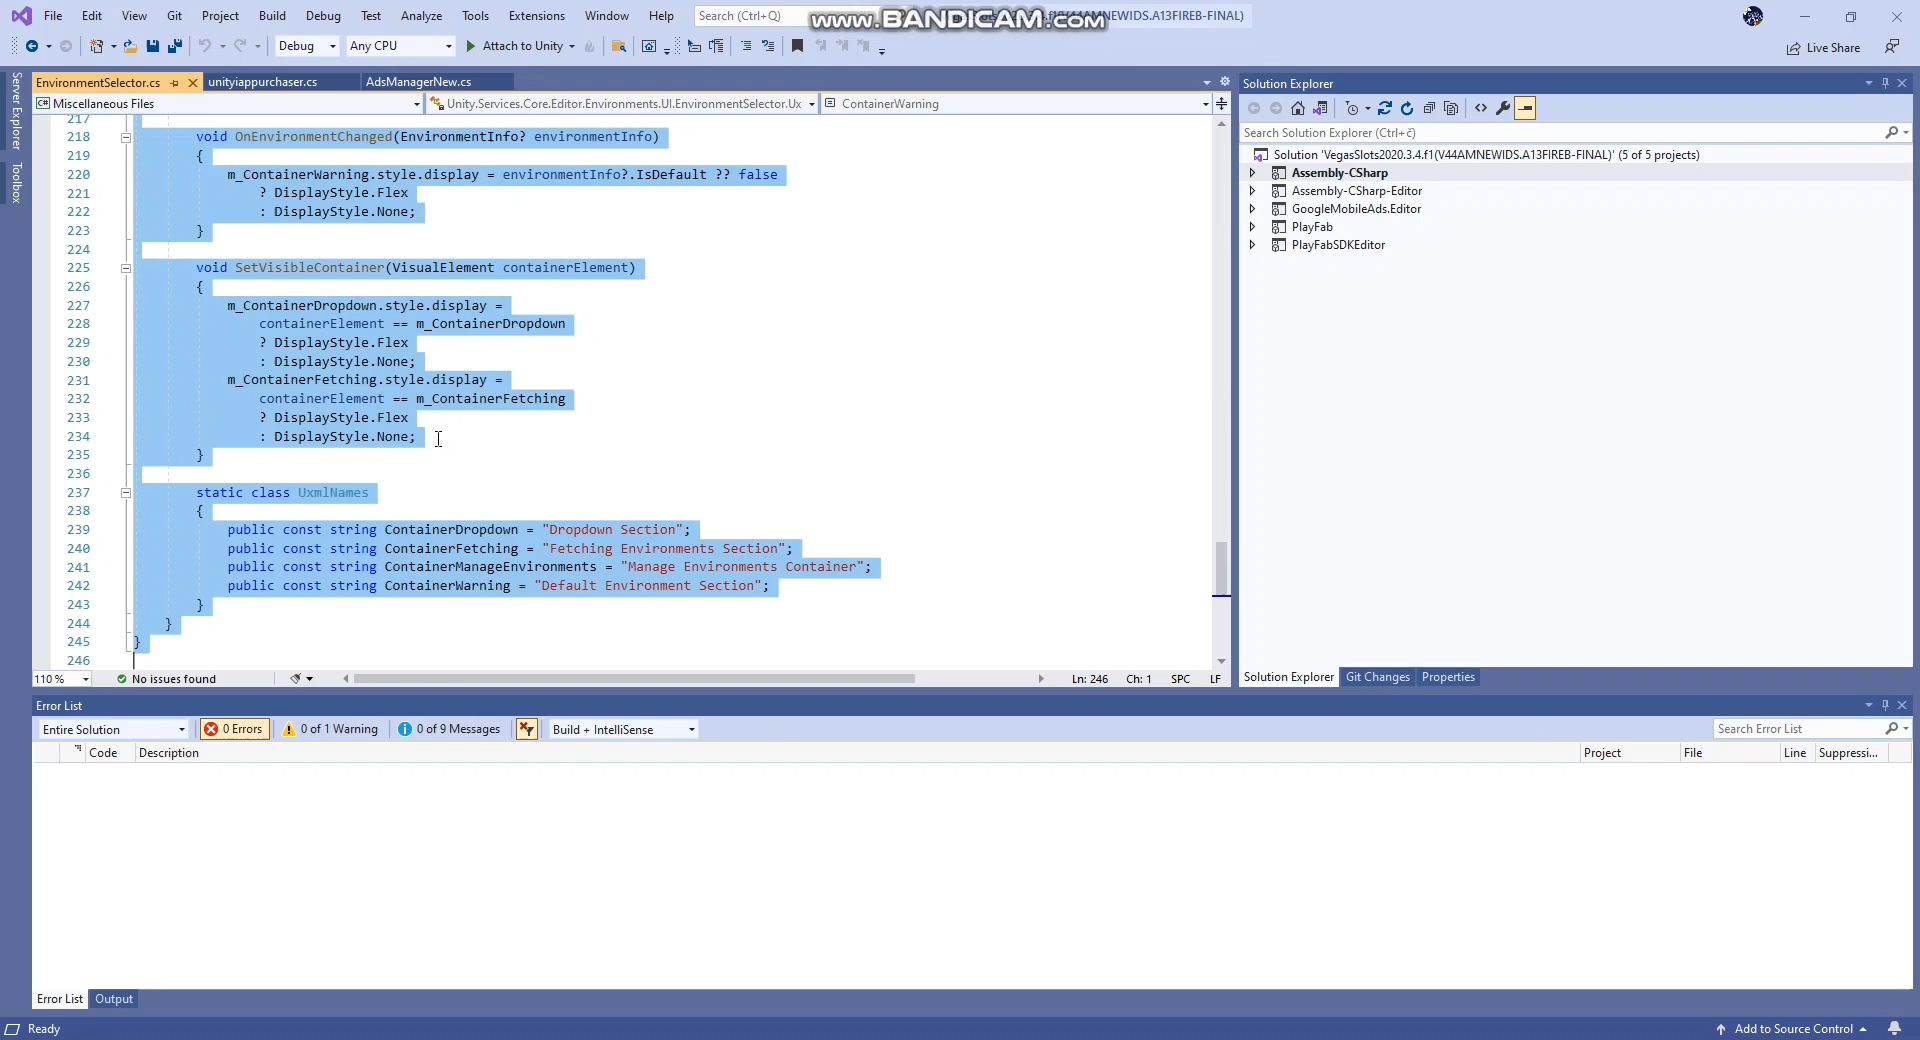 File Edit View Git Project Build Debug Test Analyze Tools Extensions Window Help Search (Ctrl+Q)
www.BANDICAM.com
Debug Any CPU Attach to Unity Live Share
Server Explorer
Toolbox
EnvironmentSelector.cs unityiappurchaser.cs AdsManagerNew.cs
Miscellaneous Files Unity.Services.Core.Editor.Environments.UI.EnvironmentSelector.Ux ContainerWarning
217
218 void OnEnvironmentChanged(EnvironmentInfo? environmentInfo)
219 {
220 m_ContainerWarning.style.display = environmentInfo?.IsDefault ?? false
221 ? DisplayStyle.Flex
222 : DisplayStyle.None;
223 }
224
225 void SetVisibleContainer(VisualElement containerElement)
226 {
227 m_ContainerDropdown.style.display =
228 containerElement == m_ContainerDropdown
229 ? DisplayStyle.Flex
230 : DisplayStyle.None;
231 m_ContainerFetching.style.display =
232 containerElement == m_ContainerFetching
233 ? DisplayStyle.Flex
234 : DisplayStyle.None;
235 }
236
237 static class UxmlNames
238 {
239 public const string ContainerDropdown = "Dropdown Section";
240 public const string ContainerFetching = "Fetching Environments Section";
241 public const string ContainerManageEnvironments = "Manage Environments Container";
242 public const string ContainerWarning = "Default Environment Section";
243 }
244 }
245 }
246
110 % No issues found Ln: 246 Ch: 1 SPC LF
Solution Explorer
Search Solution Explorer (Ctrl+č)
Solution 'VegasSlots2020.3.4.f1(V44AMNEWIDS.A13FIREB-FINAL)' (5 of 5 projects)
Assembly-CSharp
Assembly-CSharp-Editor
GoogleMobileAds.Editor
PlayFab
PlayFabSDKEditor
Solution Explorer Git Changes Properties
Error List
Entire Solution 0 Errors 0 of 1 Warning 0 of 9 Messages Build + IntelliSense Search Error List
Code Description Project File Line Suppressi...
Error List Output
Ready Add to Source Control